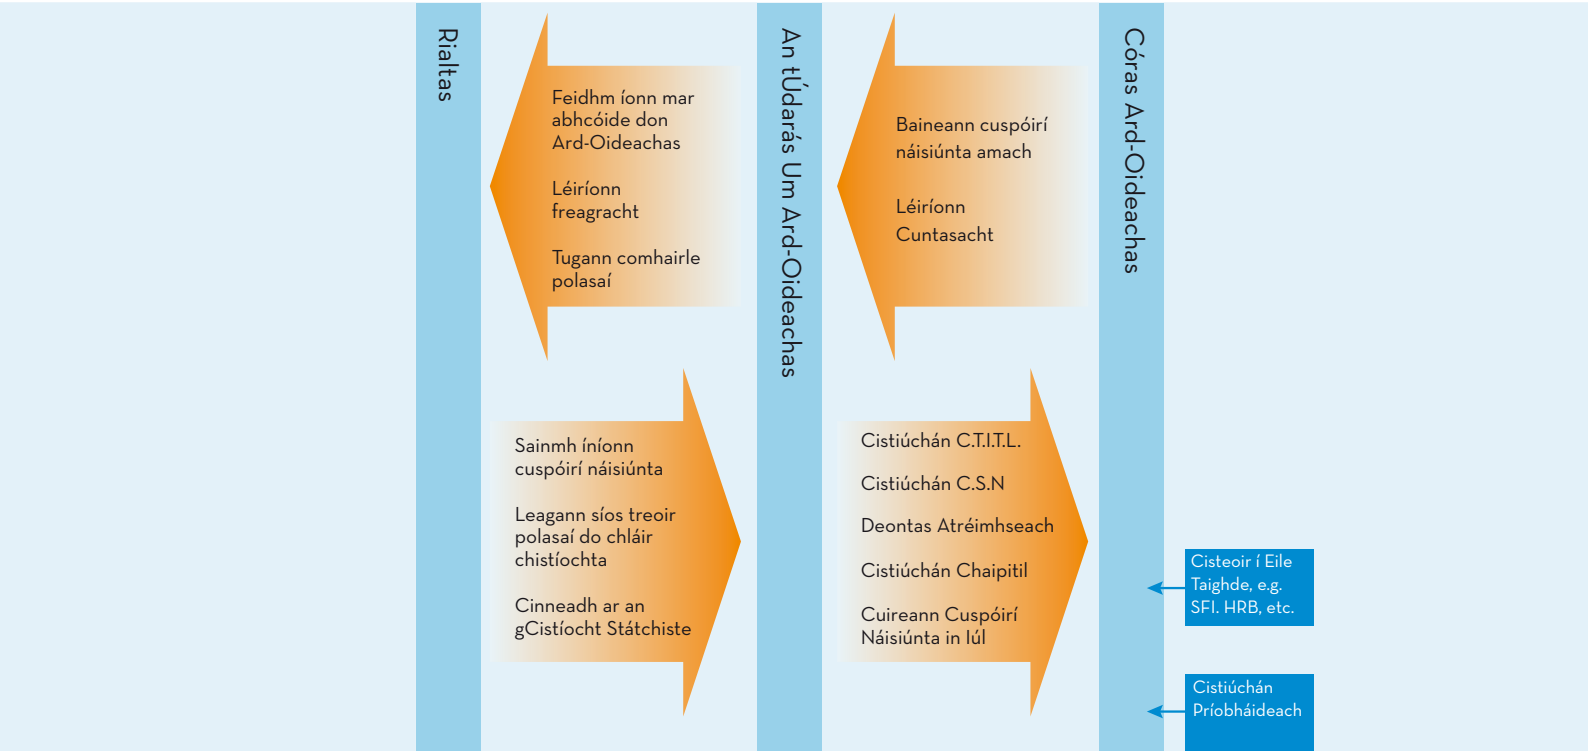 Rialtas
Feidhm íonn mar
abhcóide don
Ard-Oideachas
Léiríonn
freagracht
Tugann comhairle
polasaí
Sainmh íníonn
cuspóirí náisiúnta
Leagann síos treoir
polasaí do chláir
chistíochta
Cinneadh ar an
gCistíocht Státchiste
An tÚdarás Um Ard-Oideachas
Baineann cuspóirí
náisiúnta amach
Léiríonn
Cuntasacht
Cistiúchán C.T.I.T.L.
Cistiúchán C.S.N
Deontas Atréimhseach
Cistiúchán Chaipitil
Cuireann Cuspóirí
Náisiúnta in Iúl
Córas Ard-Oideachas
Cisteoir í Eile
Taighde, e.g.
SFI. HRB, etc.
Cistiúchán
Príobháideach